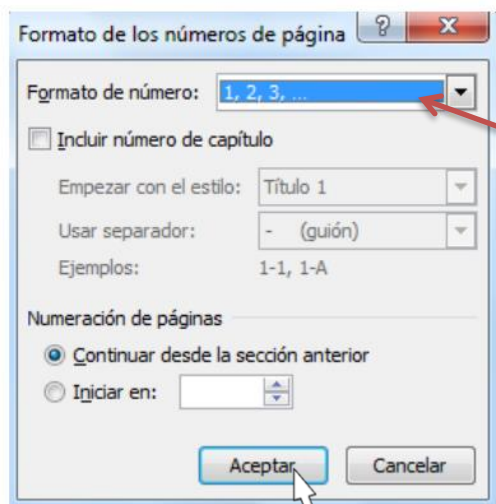 Formato de los números de página ? X
Formato de número: 1, 2, 3, ...
Incluir número de capítulo
Empezar con el estilo: Título 1
Usar separador: - (guión)
Ejemplos: 1-1, 1-A
Numeración de páginas
Continuar desde la sección anterior
Iniciar en:
Aceptar Cancelar